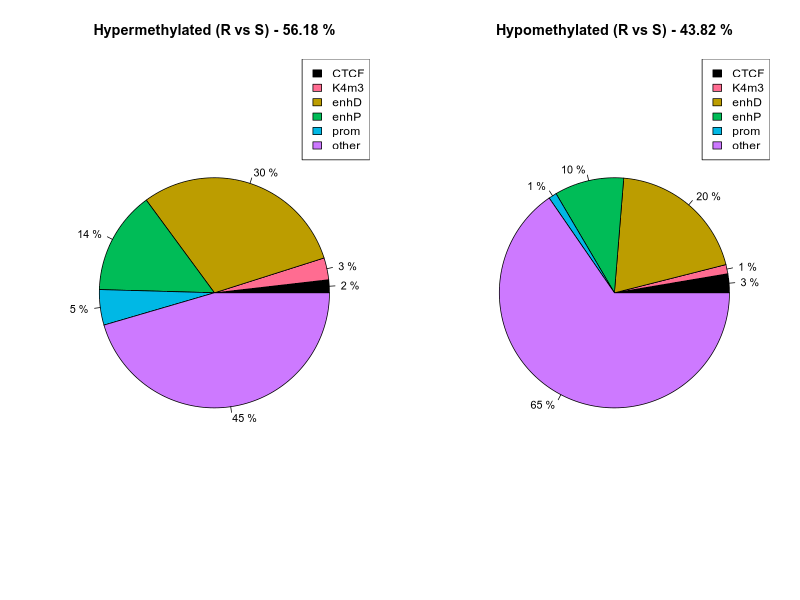 Hypermethylated (R vs S) - 56.18 %
CTCF
K4m3
enhD
enhP
prom
other
30 %
14 %
3 %
2 %
5 %
45 %
Hypomethylated (R vs S) - 43.82 %
CTCF
K4m3
enhD
enhP
prom
other
10 %
1 %
20 %
1 %
3 %
65 %